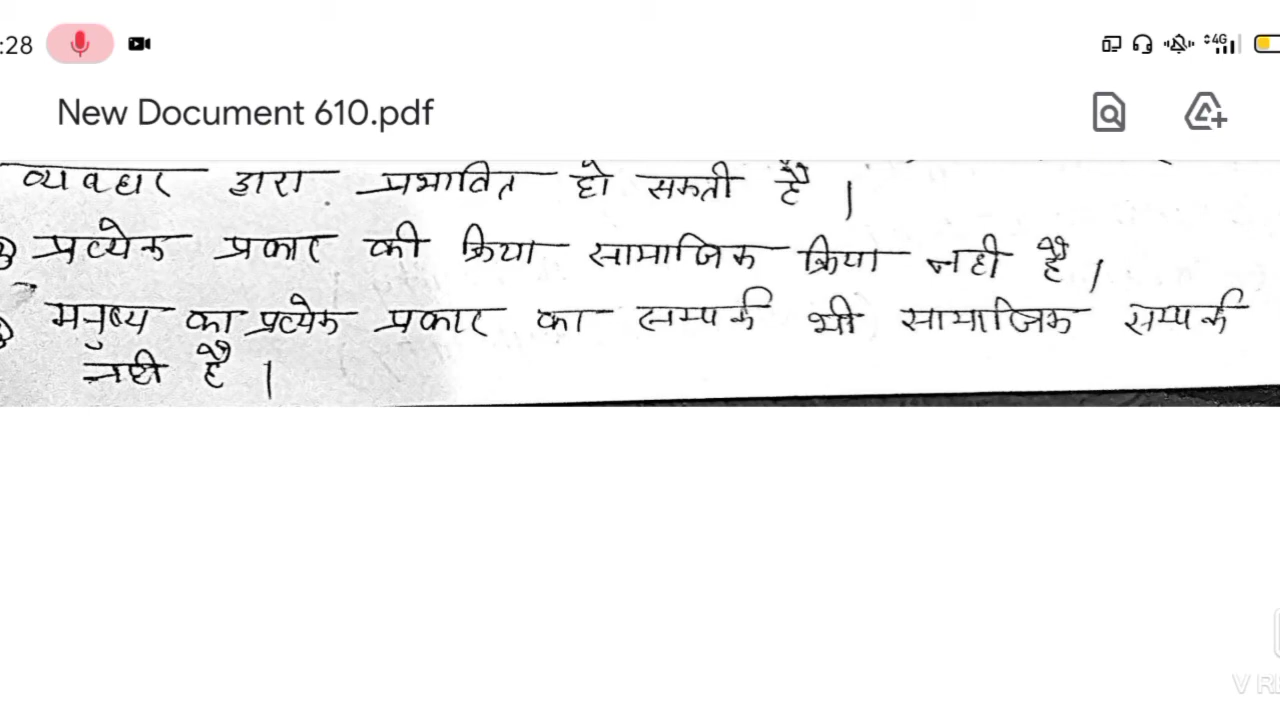 :28
4G
New Document 610.pdf
व्यवहार द्वारा प्रभावित हो सकती है ।
प्रत्येक प्रकार की क्रिया सामाजिक क्रिया नही है ।
मनुष्य का प्रत्येक प्रकार का सम्पर्क भी सामाजिक सम्पर्क
नही है ।